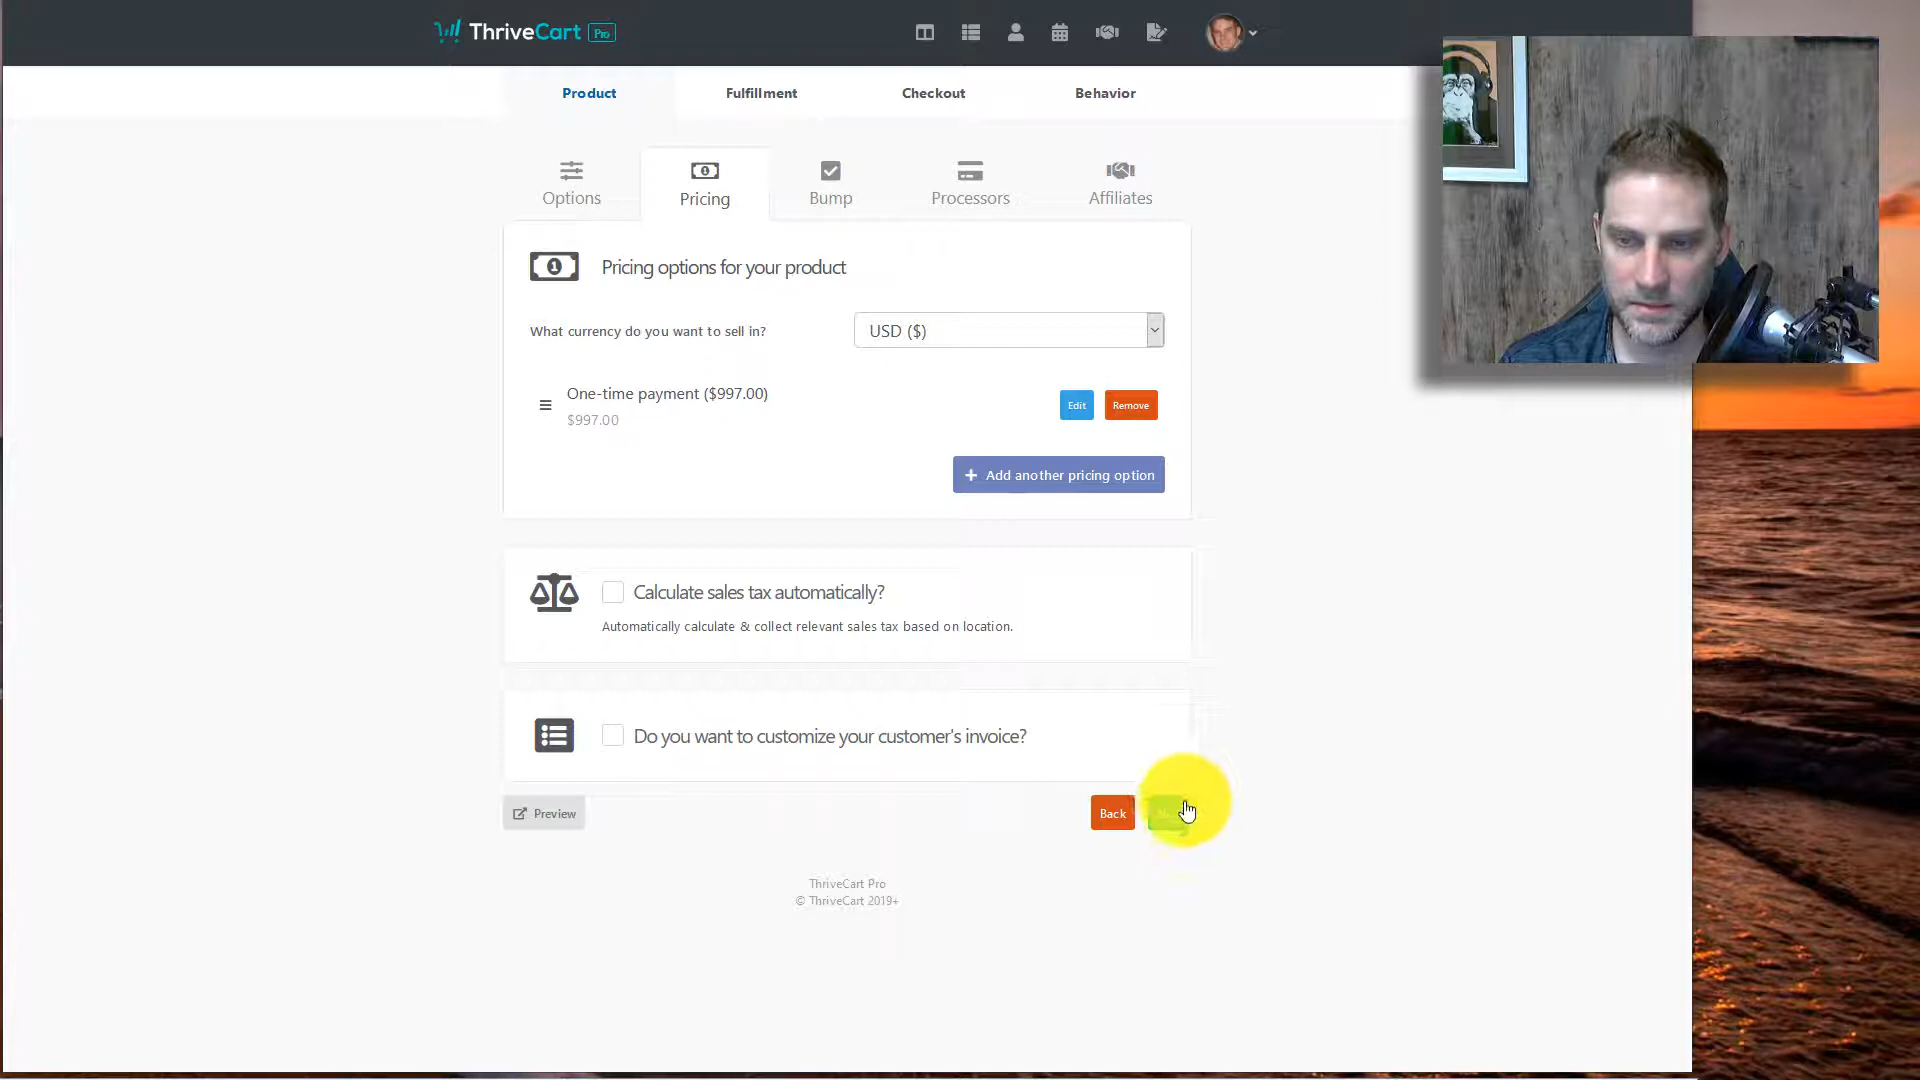 ThriveCart Pro
Product
Fulfillment
Checkout
Behavior
Options
Pricing
Bump
Processors
Affiliates
Pricing options for your product
What currency do you want to sell in?
USD ($)
One-time payment ($997.00)
$997.00
Edit
Remove
+ Add another pricing option
Calculate sales tax automatically?
Automatically calculate & collect relevant sales tax based on location.
Do you want to customize your customer's invoice?
Preview
Back
ThriveCart Pro
© ThriveCart 2019+